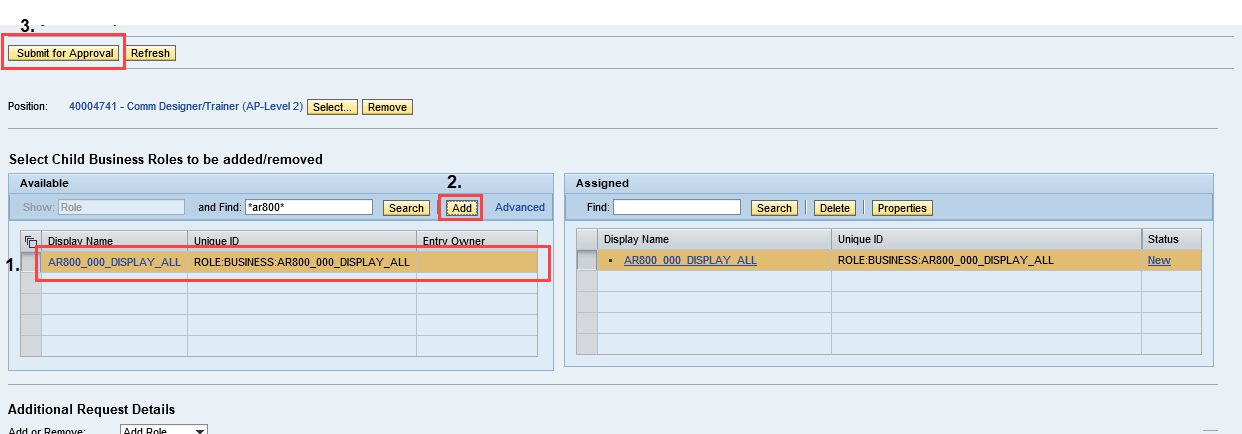 3.
Submit for Approval Refresh
Position: 40004741 - Comm Designer/Trainer (AP-Level 2) Select... Remove
Select Child Business Roles to be added/removed
Available 2. Assigned
Show: Role and Find: *ar800* Search Add Advanced Find: Search Delete Properties
Display Name Unique ID Entry Owner Display Name Unique ID Status
1. AR800_000_DISPLAY_ALL ROLE:BUSINESS:AR800_000_DISPLAY_ALL AR800_000_DISPLAY_ALL ROLE:BUSINESS:AR800_000_DISPLAY_ALL New
Additional Request Details
Add or Remove: Add Role